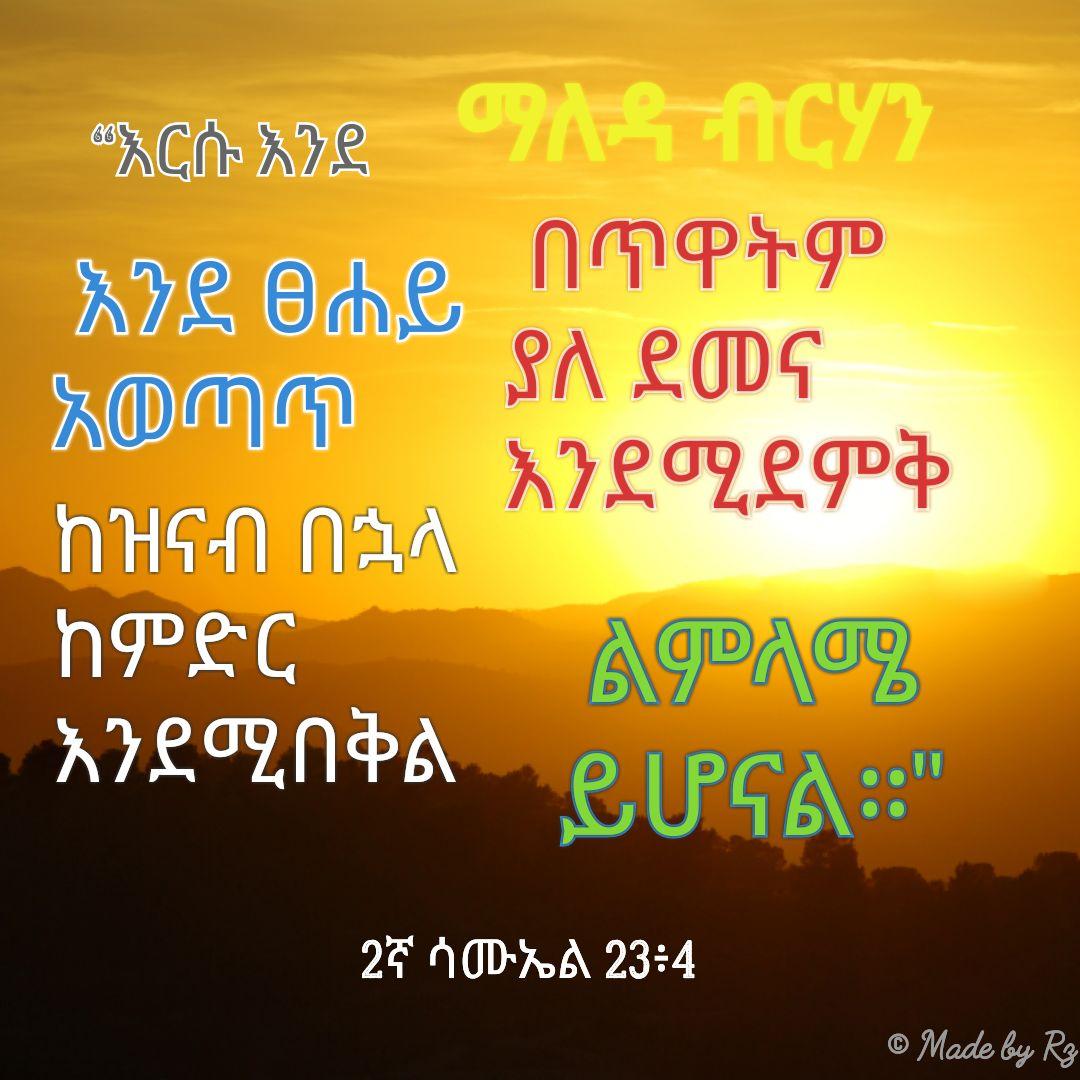 “እርሱ እንደ
ማለዳ ብርሃን
እንደ ፀሐይ
አወጣጥ
በጥዋትም
ያለ ደመና
እንደሚደምቅ
ከዝናብ በኋላ
ከምድር
እንደሚበቅል
ልምላሜ
ይሆናል።"
2ኛ ሳሙኤል 23፥4
© Made by Rz